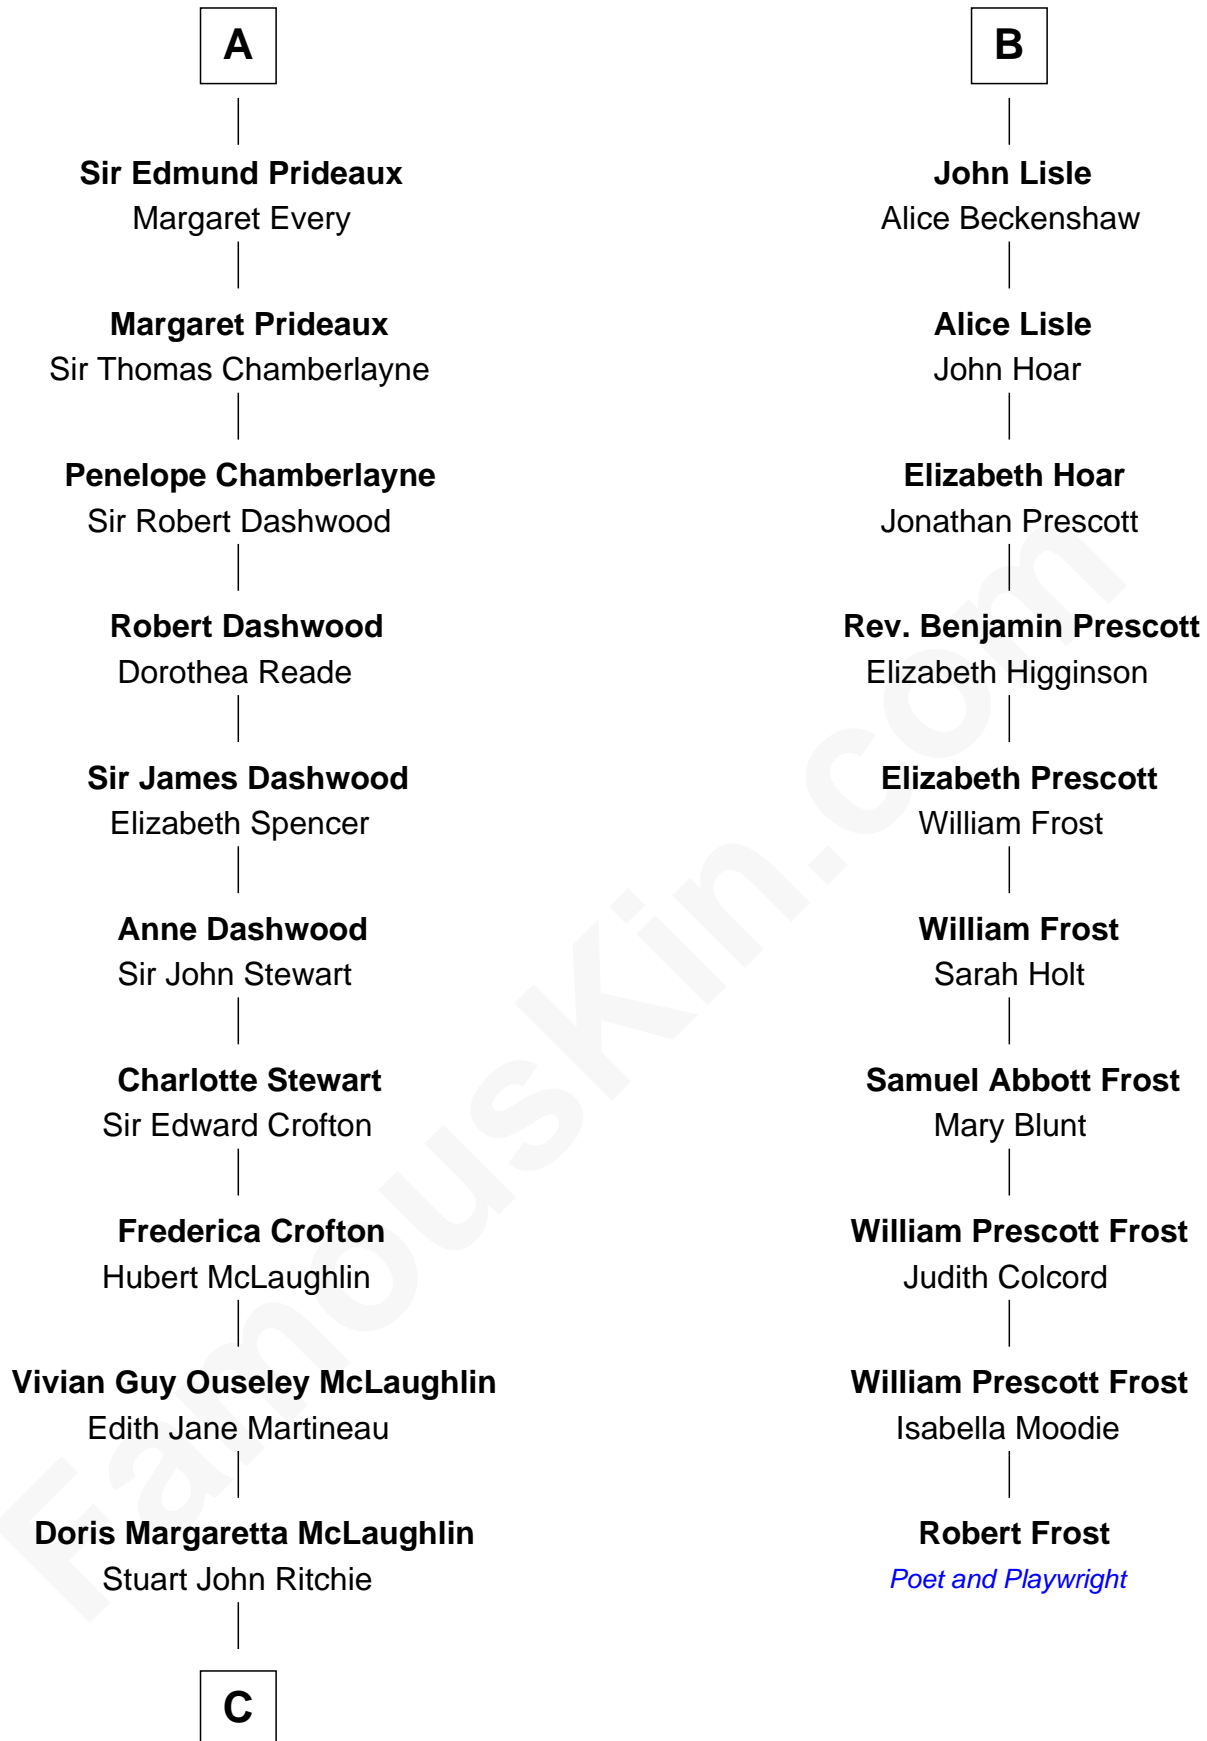 A
Sir Edmund Prideaux
Margaret Every
Margaret Prideaux
Sir Thomas Chamberlayne
Penelope Chamberlayne
Sir Robert Dashwood
Robert Dashwood
Dorothea Reade
Sir James Dashwood
Elizabeth Spencer
Anne Dashwood
Sir John Stewart
Charlotte Stewart
Sir Edward Crofton
Frederica Crofton
Hubert McLaughlin
Vivian Guy Ouseley McLaughlin
Edith Jane Martineau
Doris Margaretta McLaughlin
Stuart John Ritchie
C
B
John Lisle
Alice Beckenshaw
Alice Lisle
John Hoar
Elizabeth Hoar
Jonathan Prescott
Rev. Benjamin Prescott
Elizabeth Higginson
Elizabeth Prescott
William Frost
William Frost
Sarah Holt
Samuel Abbott Frost
Mary Blunt
William Prescott Frost
Judith Colcord
William Prescott Frost
Isabella Moodie
Robert Frost
Poet and Playwright
FamousKin.com